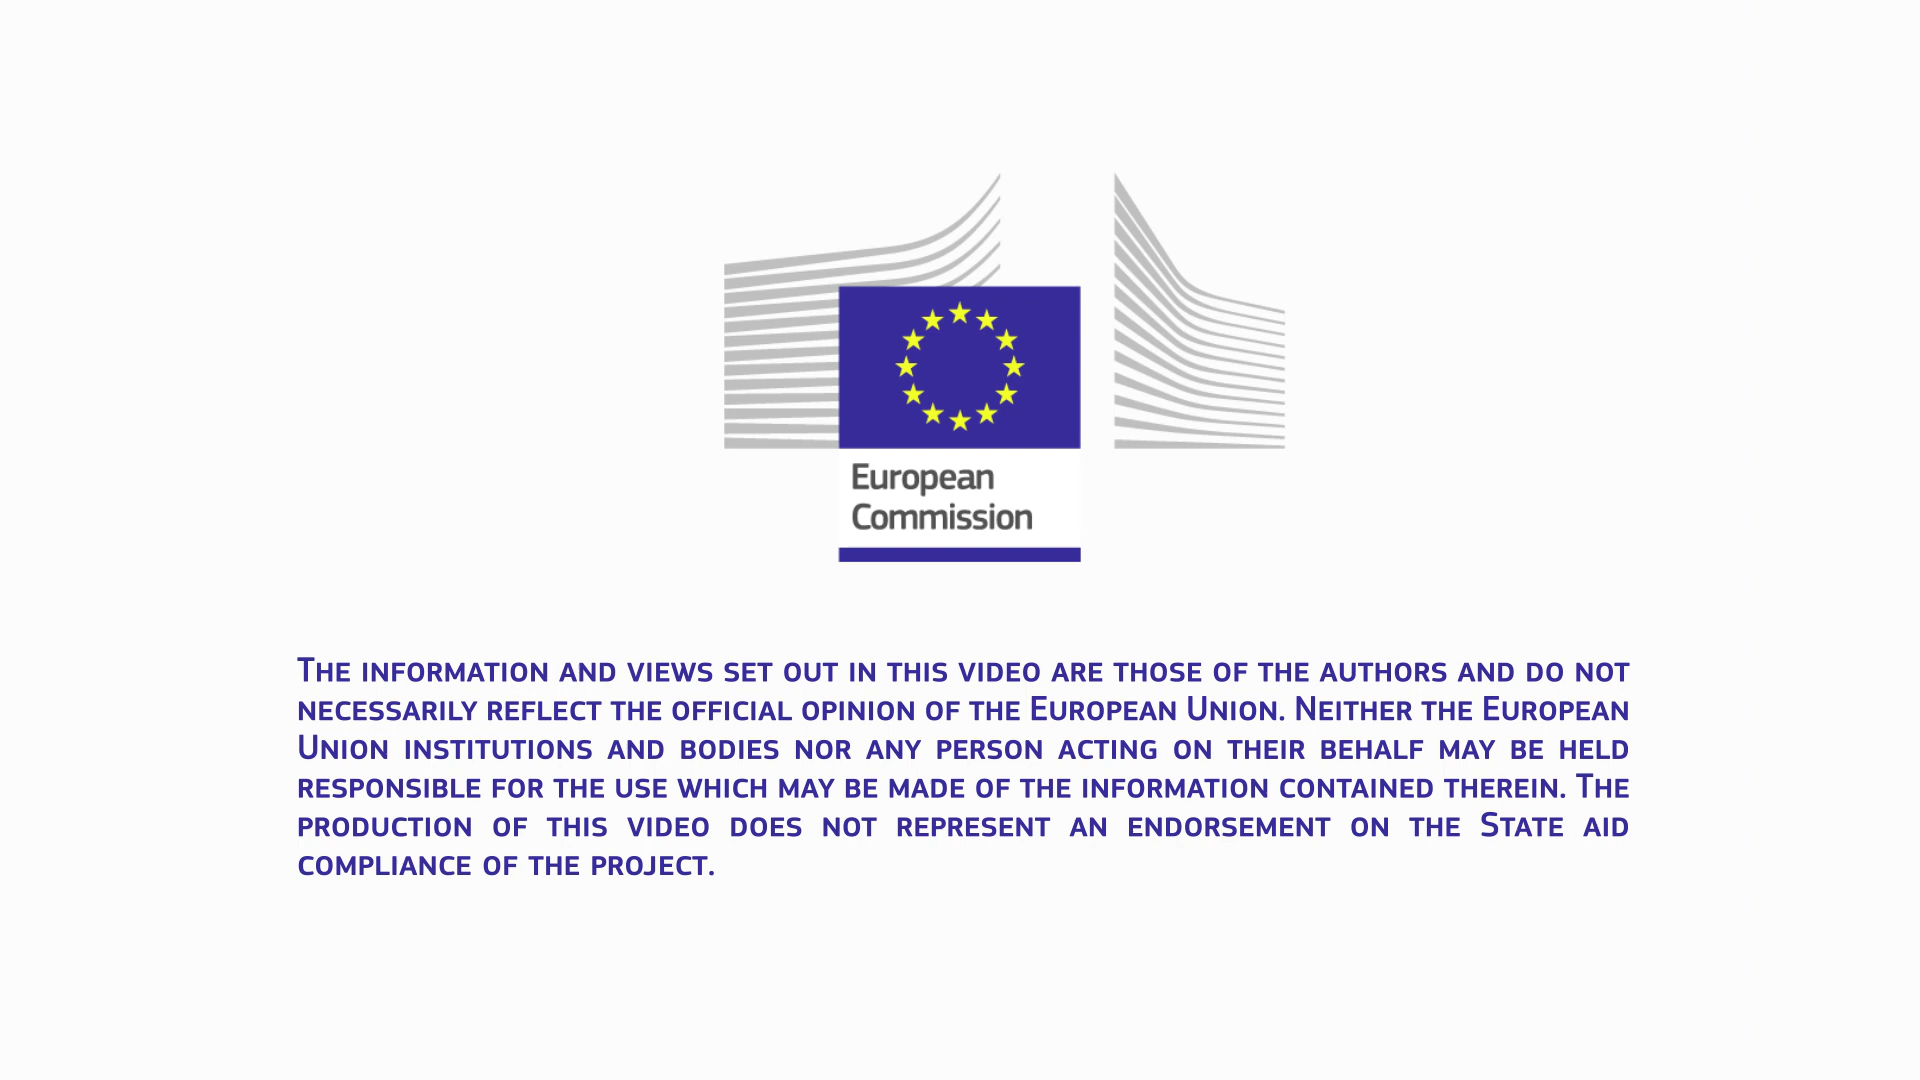 European
Commission
The information and views set out in this video are those of the authors and do not
necessarily reflect the official opinion of the European Union. Neither the European
Union institutions and bodies nor any person acting on their behalf may be held
responsible for the use which may be made of the information contained therein. The
production of this video does not represent an endorsement on the State aid
compliance of the project.